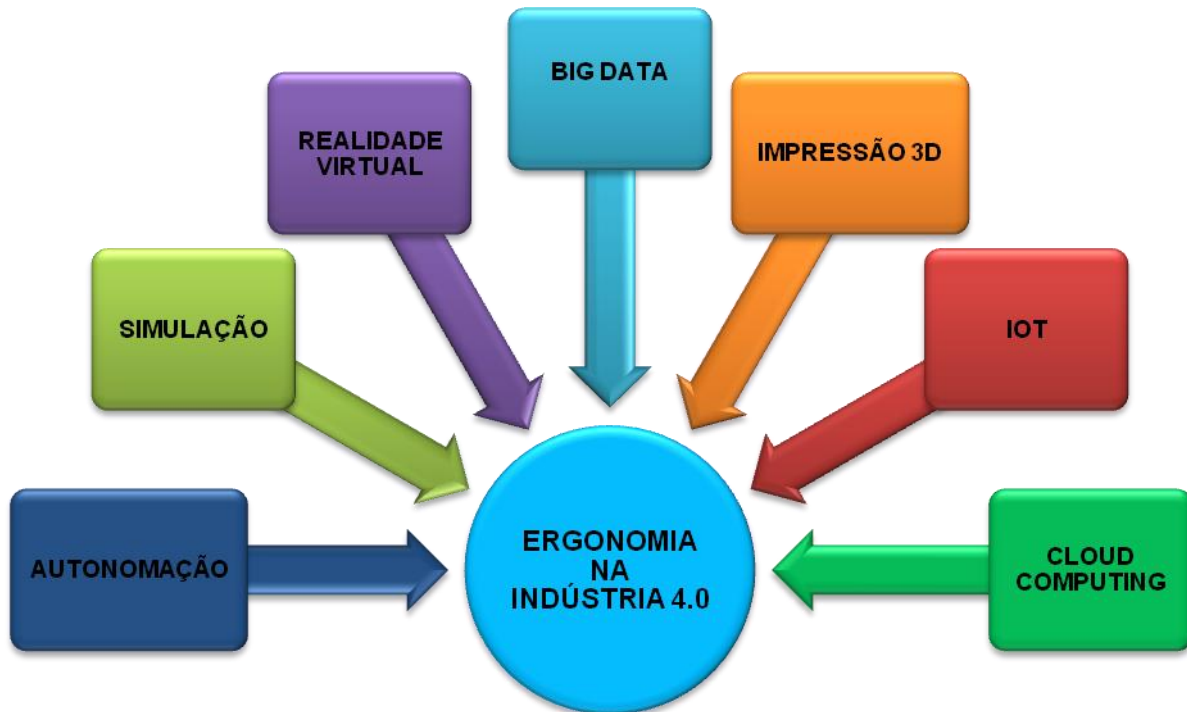 BIG DATA
REALIDADE
VIRTUAL
IMPRESSÃO 3D
SIMULAÇÃO
IOT
AUTONOMAÇÃO
ERGONOMIA
NA
INDÚSTRIA 4.0
CLOUD
COMPUTING